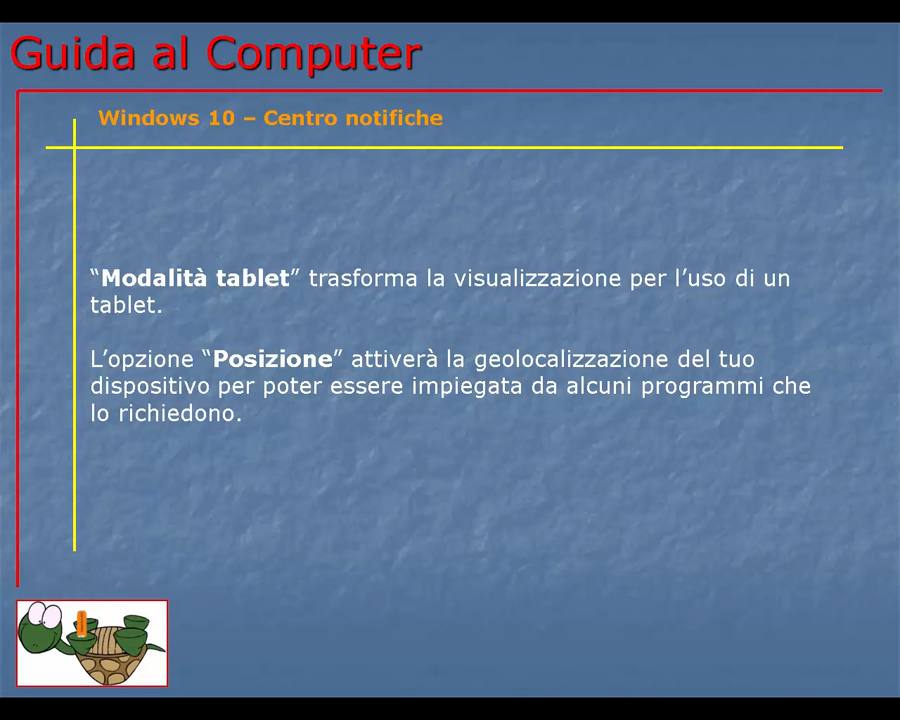 Guida al Computer
Windows 10 – Centro notifiche
“Modalità tablet” trasforma la visualizzazione per l’uso di un
tablet.
L’opzione “Posizione” attiverà la geolocalizzazione del tuo
dispositivo per poter essere impiegata da alcuni programmi che
lo richiedono.